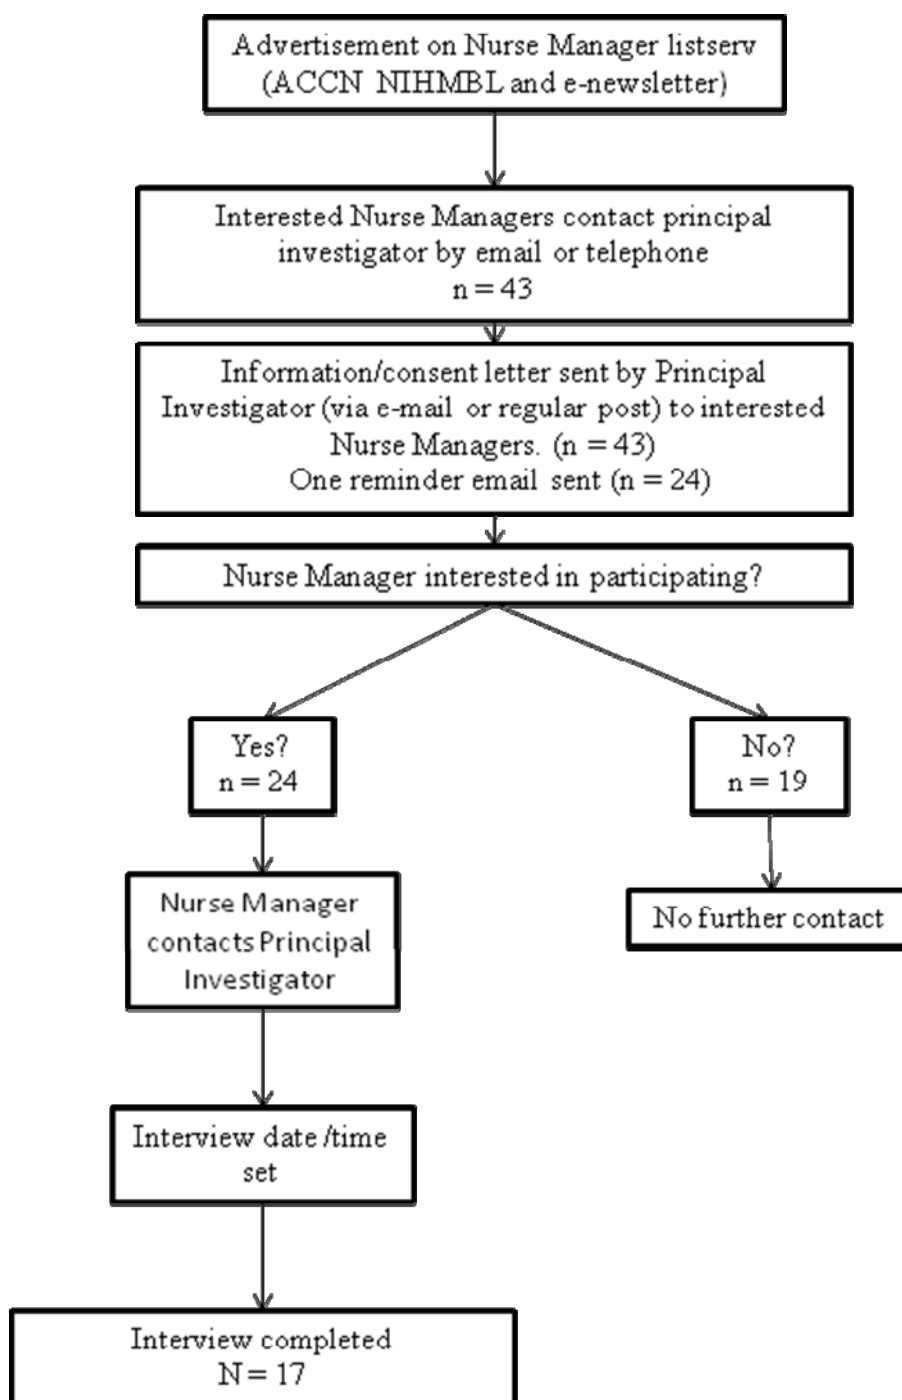 Advertisement on Nurse Manager listserv
(ACCN NIHMBL and e-newsletter)
Interested Nurse Managers contact principal
investigator by email or telephone
n = 43
Information/consent letter sent by Principal
Investigator (via e-mail or regular post) to interested
Nurse Managers. (n = 43)
One reminder email sent (n = 24)
Nurse Manager interested in participating?
Yes?
n = 24
No?
n = 19
Nurse Manager
contacts Principal
Investigator
No further contact
Interview date /time
set
Interview completed
N = 17